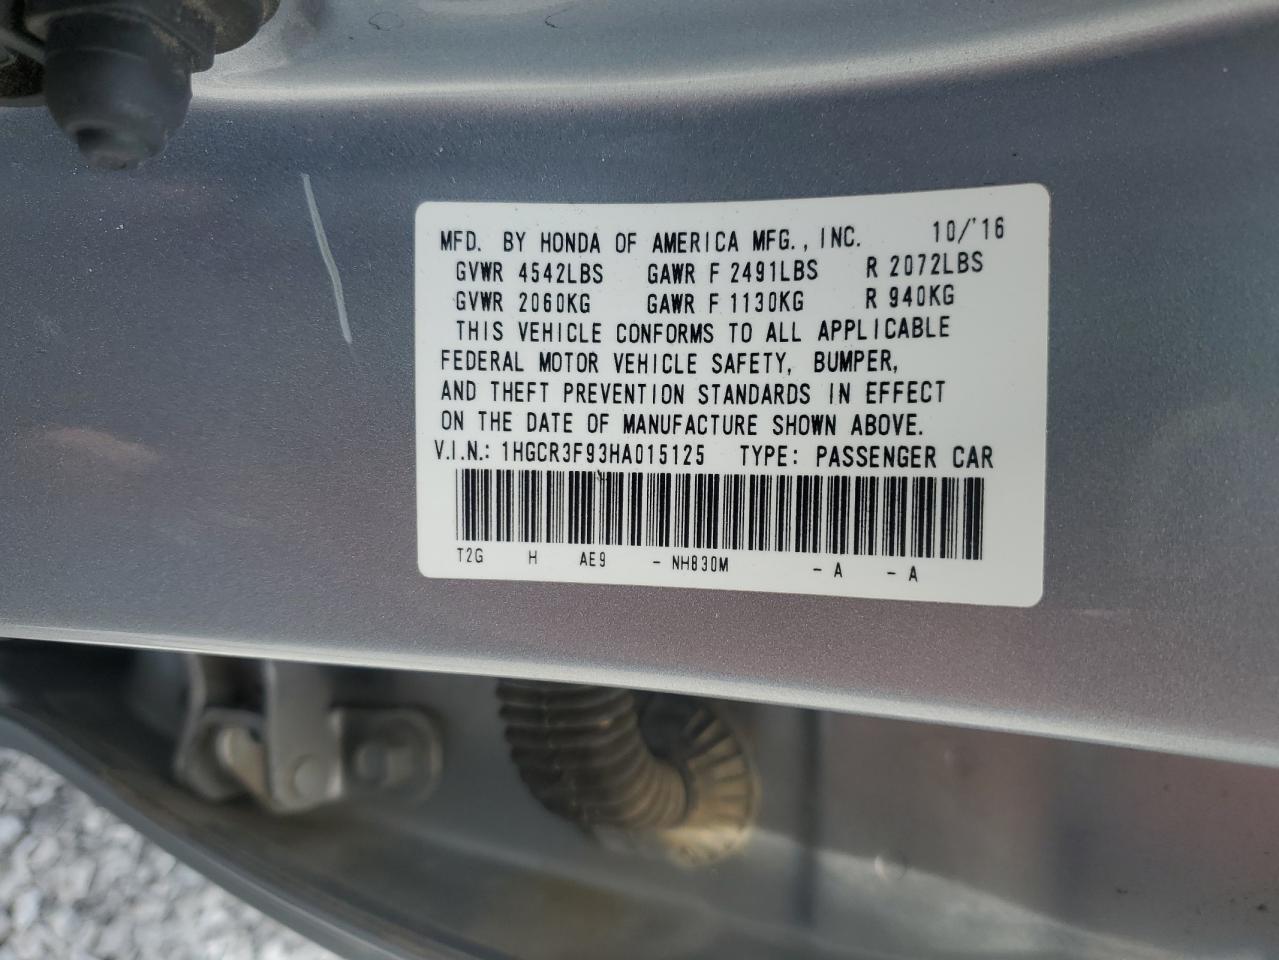 MFD. BY HONDA OF AMERICA MFG., INC. 10/'16
GVWR 4542LBS GAWR F 2491LBS R 2072LBS
GVWR 2060KG GAWR F 1130KG R 940KG
THIS VEHICLE CONFORMS TO ALL APPLICABLE
FEDERAL MOTOR VEHICLE SAFETY, BUMPER,
AND THEFT PREVENTION STANDARDS IN EFFECT
ON THE DATE OF MANUFACTURE SHOWN ABOVE.
V.I.N.: 1HGCR3F93HA015125 TYPE: PASSENGER CAR
T2G H AE9 - NH830M - A - A